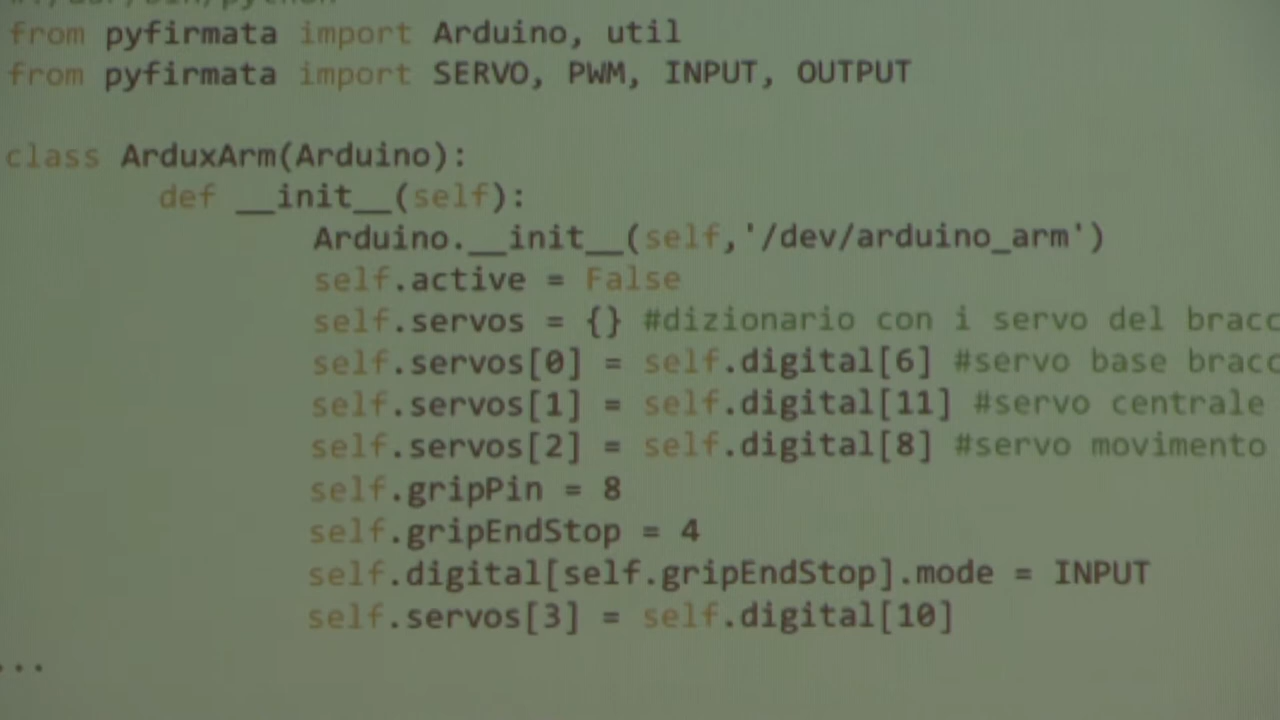 from pyfirmata import Arduino, util
from pyfirmata import SERVO, PWM, INPUT, OUTPUT
class ArduxArm(Arduino):
def __init__(self):
Arduino.__init__(self,'/dev/arduino_arm')
self.active = False
self.servos = {} #dizionario con i servo del
self.servos[0] = self.digital[6] #servo base
self.servos[1] = self.digital[11] #servo centrale
self.servos[2] = self.digital[8] #servo movimento
self.gripPin = 8
self.gripEndStop = 4
self.digital[self.gripEndStop].mode = INPUT
self.servos[3] = self.digital[10]
...